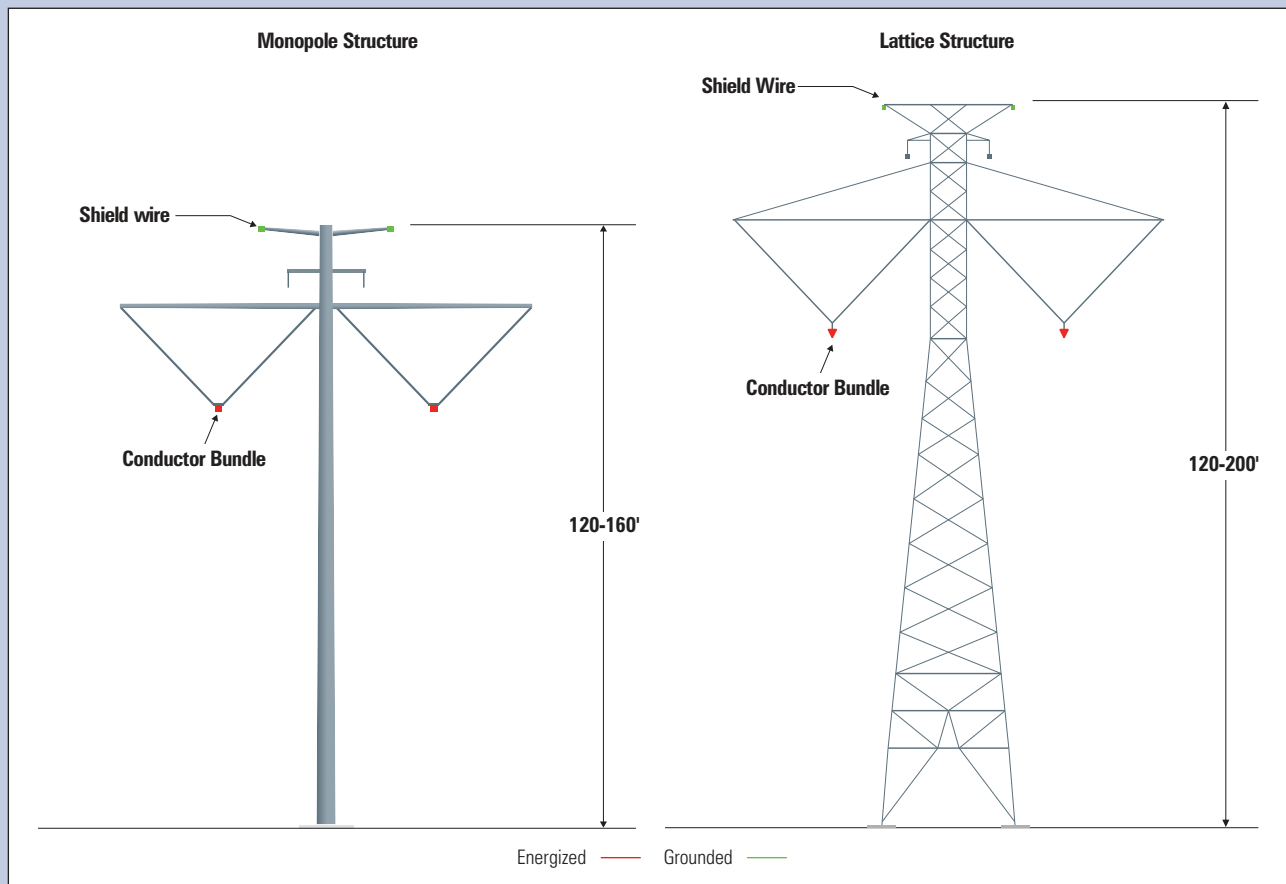 Monopole Structure
Lattice Structure
Shield Wire
Shield wire
Conductor Bundle
Conductor Bundle
120-200'
120-160'
Energized
Grounded